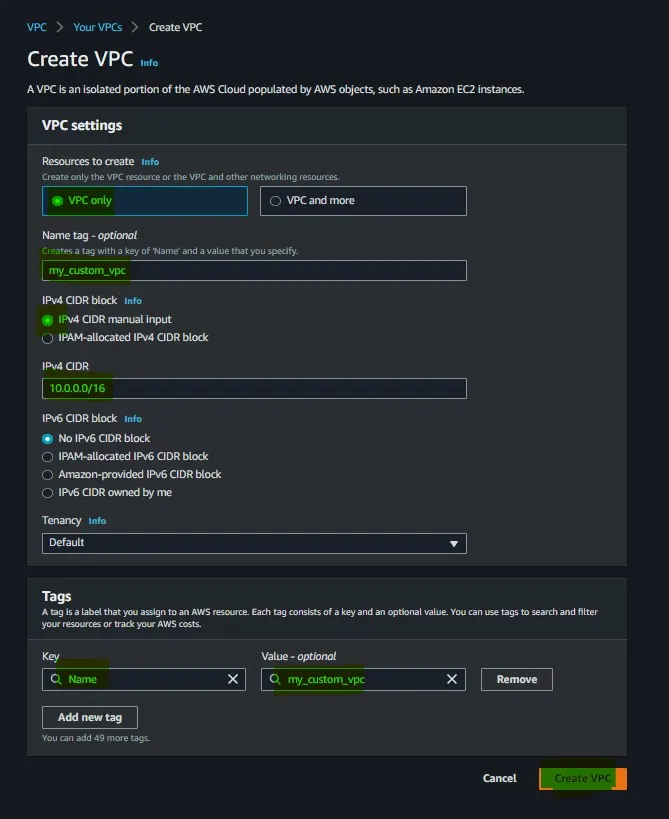 VPC > Your VPCs > Create VPC
Create VPC Info
A VPC is an isolated portion of the AWS Cloud populated by AWS objects, such as Amazon EC2 instances.
VPC settings
Resources to create Info
Create only the VPC resource or the VPC and other networking resources.
VPC only
VPC and more
Name tag - optional
Creates a tag with a key of 'Name' and a value that you specify.
my_custom_vpc
IPv4 CIDR block Info
IPv4 CIDR manual input
IPAM-allocated IPv4 CIDR block
IPv4 CIDR
10.0.0.0/16
IPv6 CIDR block Info
No IPv6 CIDR block
IPAM-allocated IPv6 CIDR block
Amazon-provided IPv6 CIDR block
IPv6 CIDR owned by me
Tenancy Info
Default
Tags
A tag is a label that you assign to an AWS resource. Each tag consists of a key and an optional value. You can use tags to search and filter
your resources or track your AWS costs.
Key
Value - optional
Name
my_custom_vpc
Remove
Add new tag
You can add 49 more tags.
Cancel
Create VPC